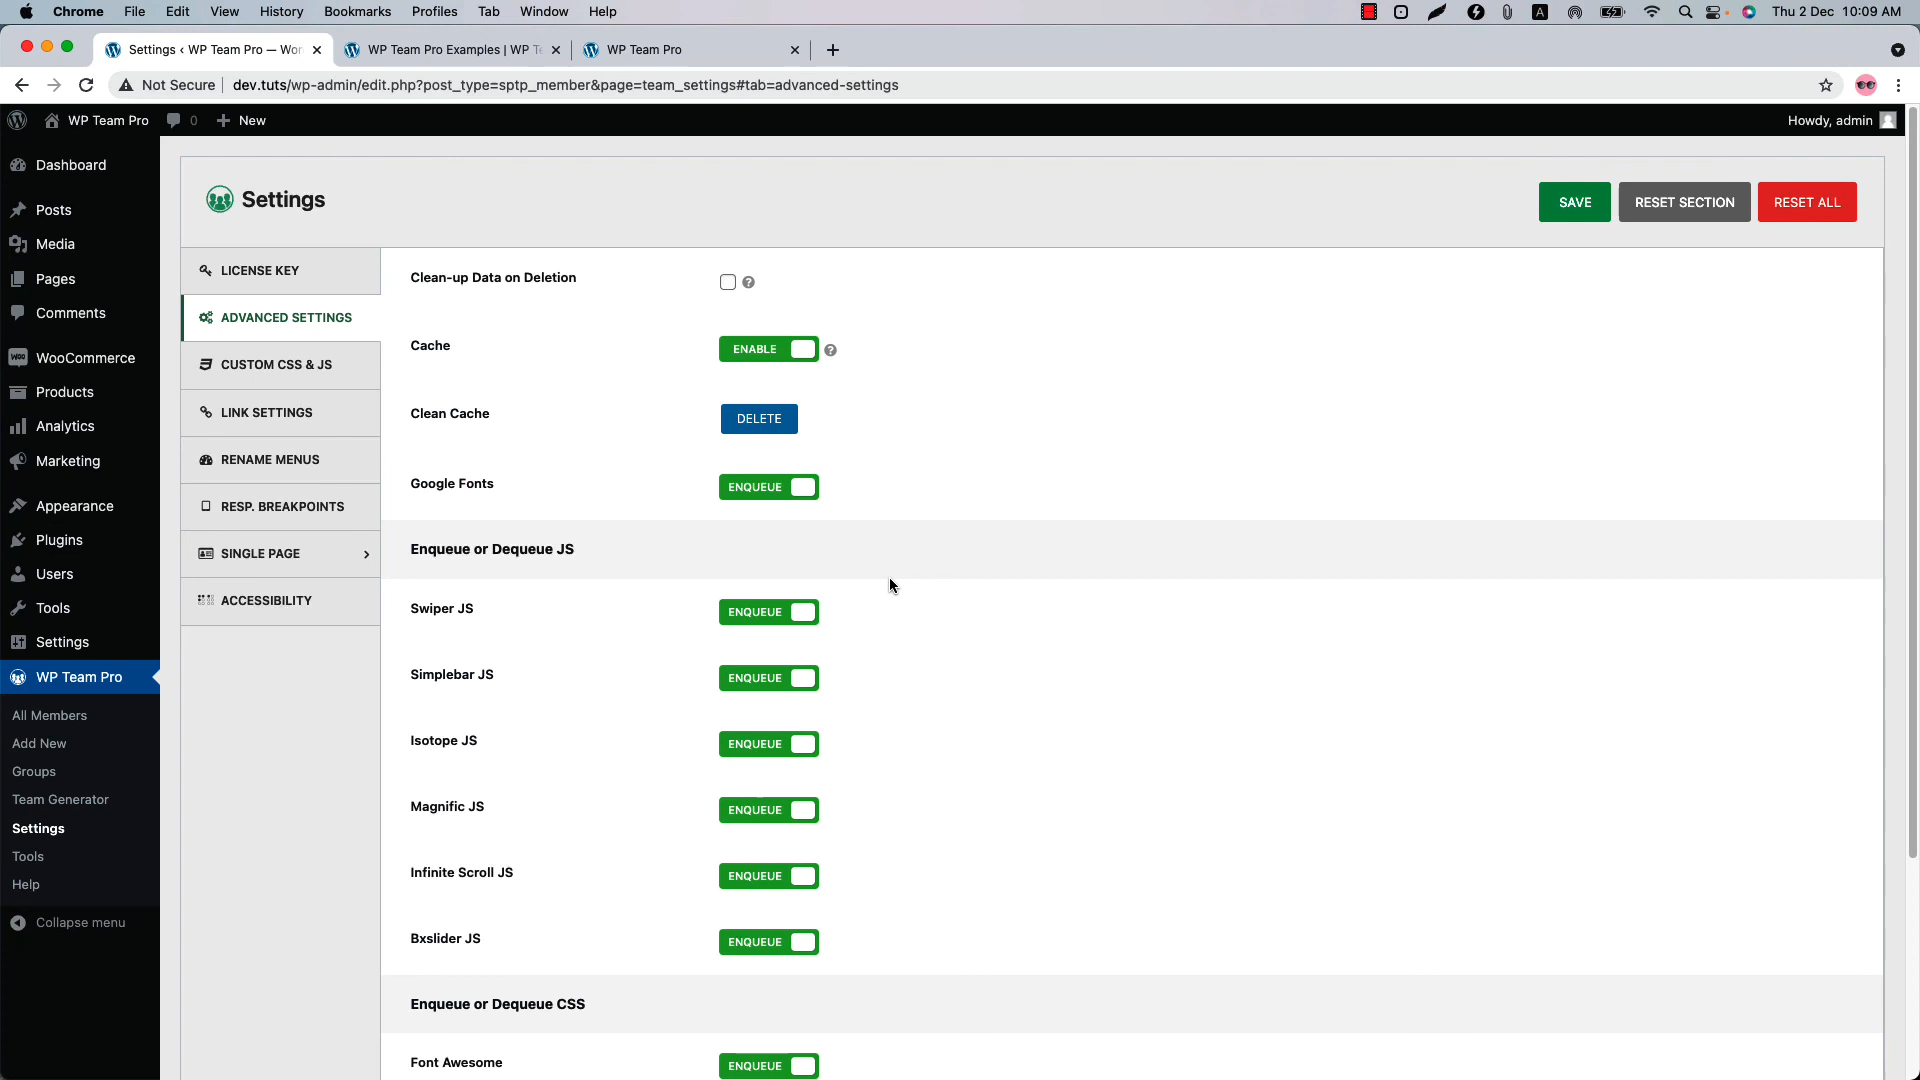 Chrome File Edit View History Bookmarks Profiles Tab Window Help A Thu 2 Dec 10:09 AM
Settings ‹ WP Team Pro — Wor WP Team Pro Examples | WP Te WP Team Pro
Not Secure dev.tuts/wp-admin/edit.php?post_type=sptp_member&page=team_settings#tab=advanced-settings
WP Team Pro 0 New Howdy, admin
Dashboard
Posts
Media
Pages
Comments
WooCommerce
Products
Analytics
Marketing
Appearance
Plugins
Users
Tools
Settings
WP Team Pro
All Members
Add New
Groups
Team Generator
Settings
Tools
Help
Collapse menu
Settings
SAVE RESET SECTION RESET ALL
LICENSE KEY
ADVANCED SETTINGS
CUSTOM CSS & JS
LINK SETTINGS
RENAME MENUS
RESP. BREAKPOINTS
SINGLE PAGE
ACCESSIBILITY
Clean-up Data on Deletion ?
Cache ENABLE ?
Clean Cache DELETE
Google Fonts ENQUEUE
Enqueue or Dequeue JS
Swiper JS ENQUEUE
Simplebar JS ENQUEUE
Isotope JS ENQUEUE
Magnific JS ENQUEUE
Infinite Scroll JS ENQUEUE
Bxslider JS ENQUEUE
Enqueue or Dequeue CSS
Font Awesome ENQUEUE